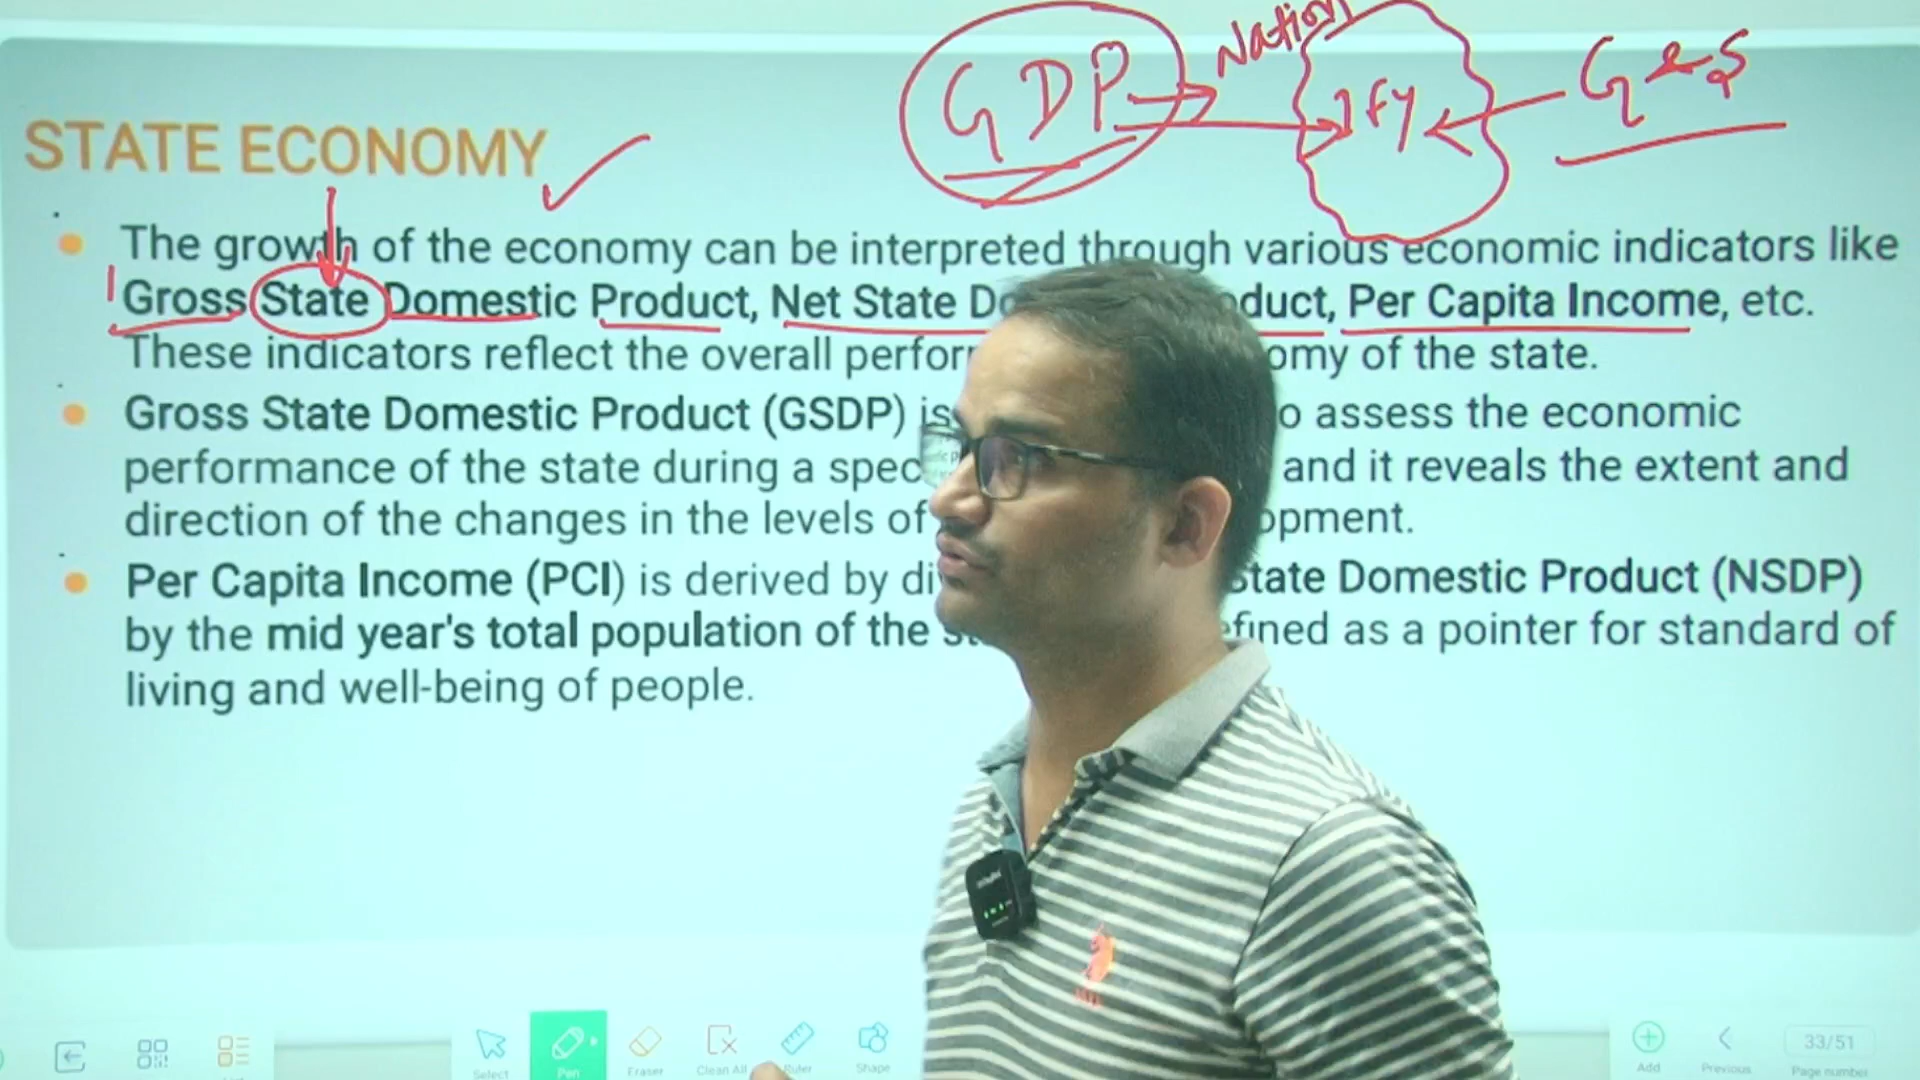 GDP → Nation 1 fy ← G & S
STATE ECONOMY
The growth of the economy can be interpreted through various economic indicators like
Gross State Domestic Product, Net State Do duct, Per Capita Income, etc.
These indicators reflect the overall perfor omy of the state.
Gross State Domestic Product (GSDP) is o assess the economic
performance of the state during a spec and it reveals the extent and
direction of the changes in the levels of opment.
Per Capita Income (PCI) is derived by di State Domestic Product (NSDP)
by the mid year's total population of the s efined as a pointer for standard of
living and well-being of people.
Select Pen Eraser Clean All Ruler Shape Add Previous 33/51 Page number